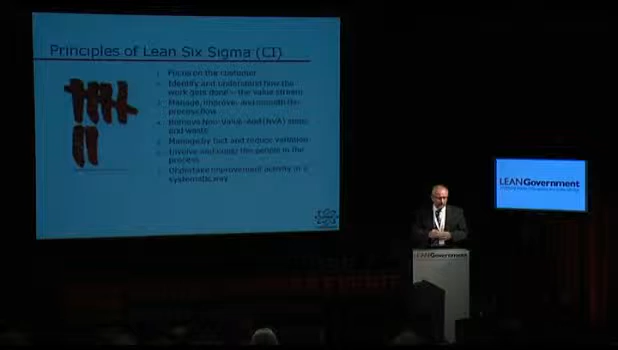 Principles of Lean Six Sigma (CI)
Focus on the customer
Identify and understand how the
work gets done – the value stream
Manage, improve and smooth the
process flow
Remove Non-Value-Add (NVA) steps
and waste
Manage by fact and reduce variation
Involve and equip the people in the
process
Undertake improvement activity in a
systematic way
LEANGovernment
LEANGovernment